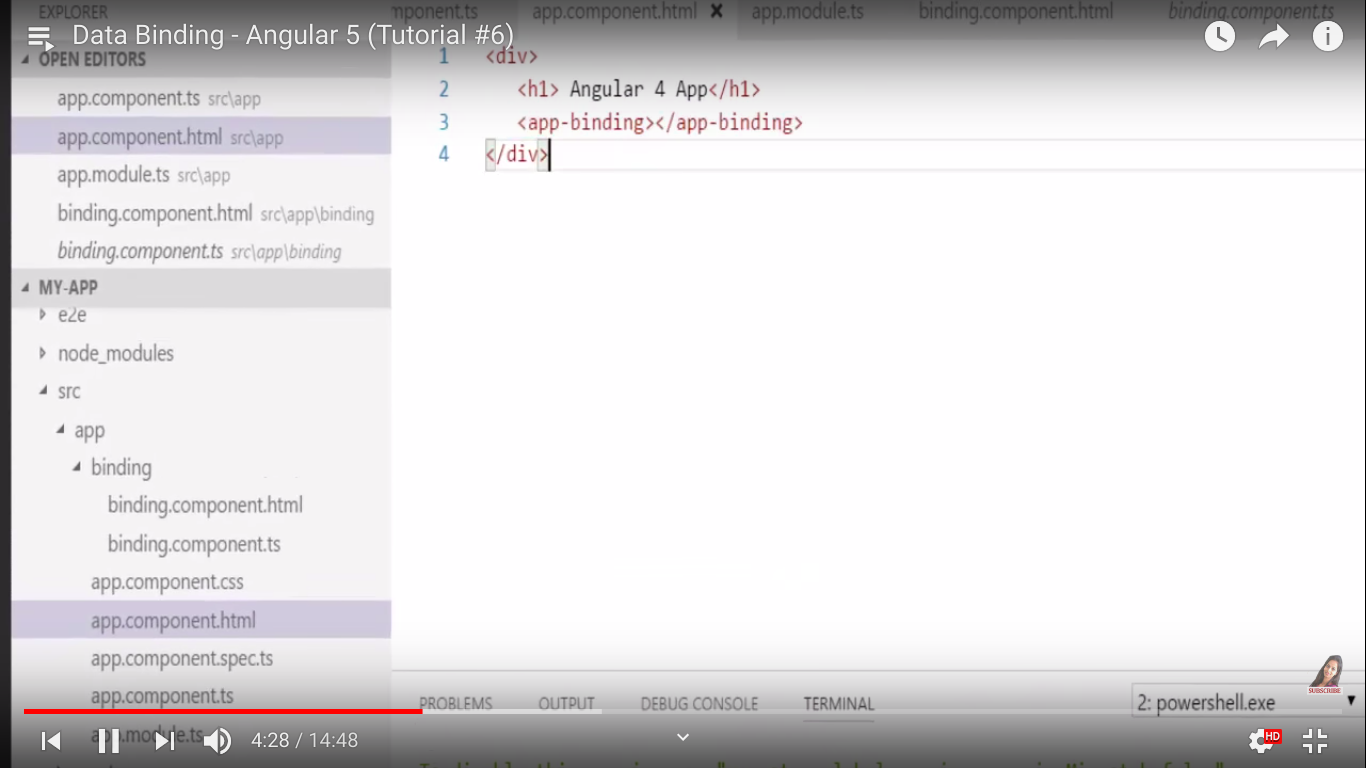 EXPLORER
mponent.ts app.component.html × app.module.ts binding.component.html binding.component.ts
Data Binding - Angular 5 (Tutorial #6)
OPEN EDITORS
app.component.ts src\app
app.component.html src\app
app.module.ts src\app
binding.component.html src\app\binding
binding.component.ts src\app\binding
MY-APP
e2e
node_modules
src
app
binding
binding.component.html
binding.component.ts
app.component.css
app.component.html
app.component.spec.ts
app.component.ts
app.module.ts
1 <div>
2 <h1> Angular 4 App</h1>
3 <app-binding></app-binding>
4 </div>
SUBSCRIBE
PROBLEMS OUTPUT DEBUG CONSOLE TERMINAL 2: powershell.exe
4:28 / 14:48
HD